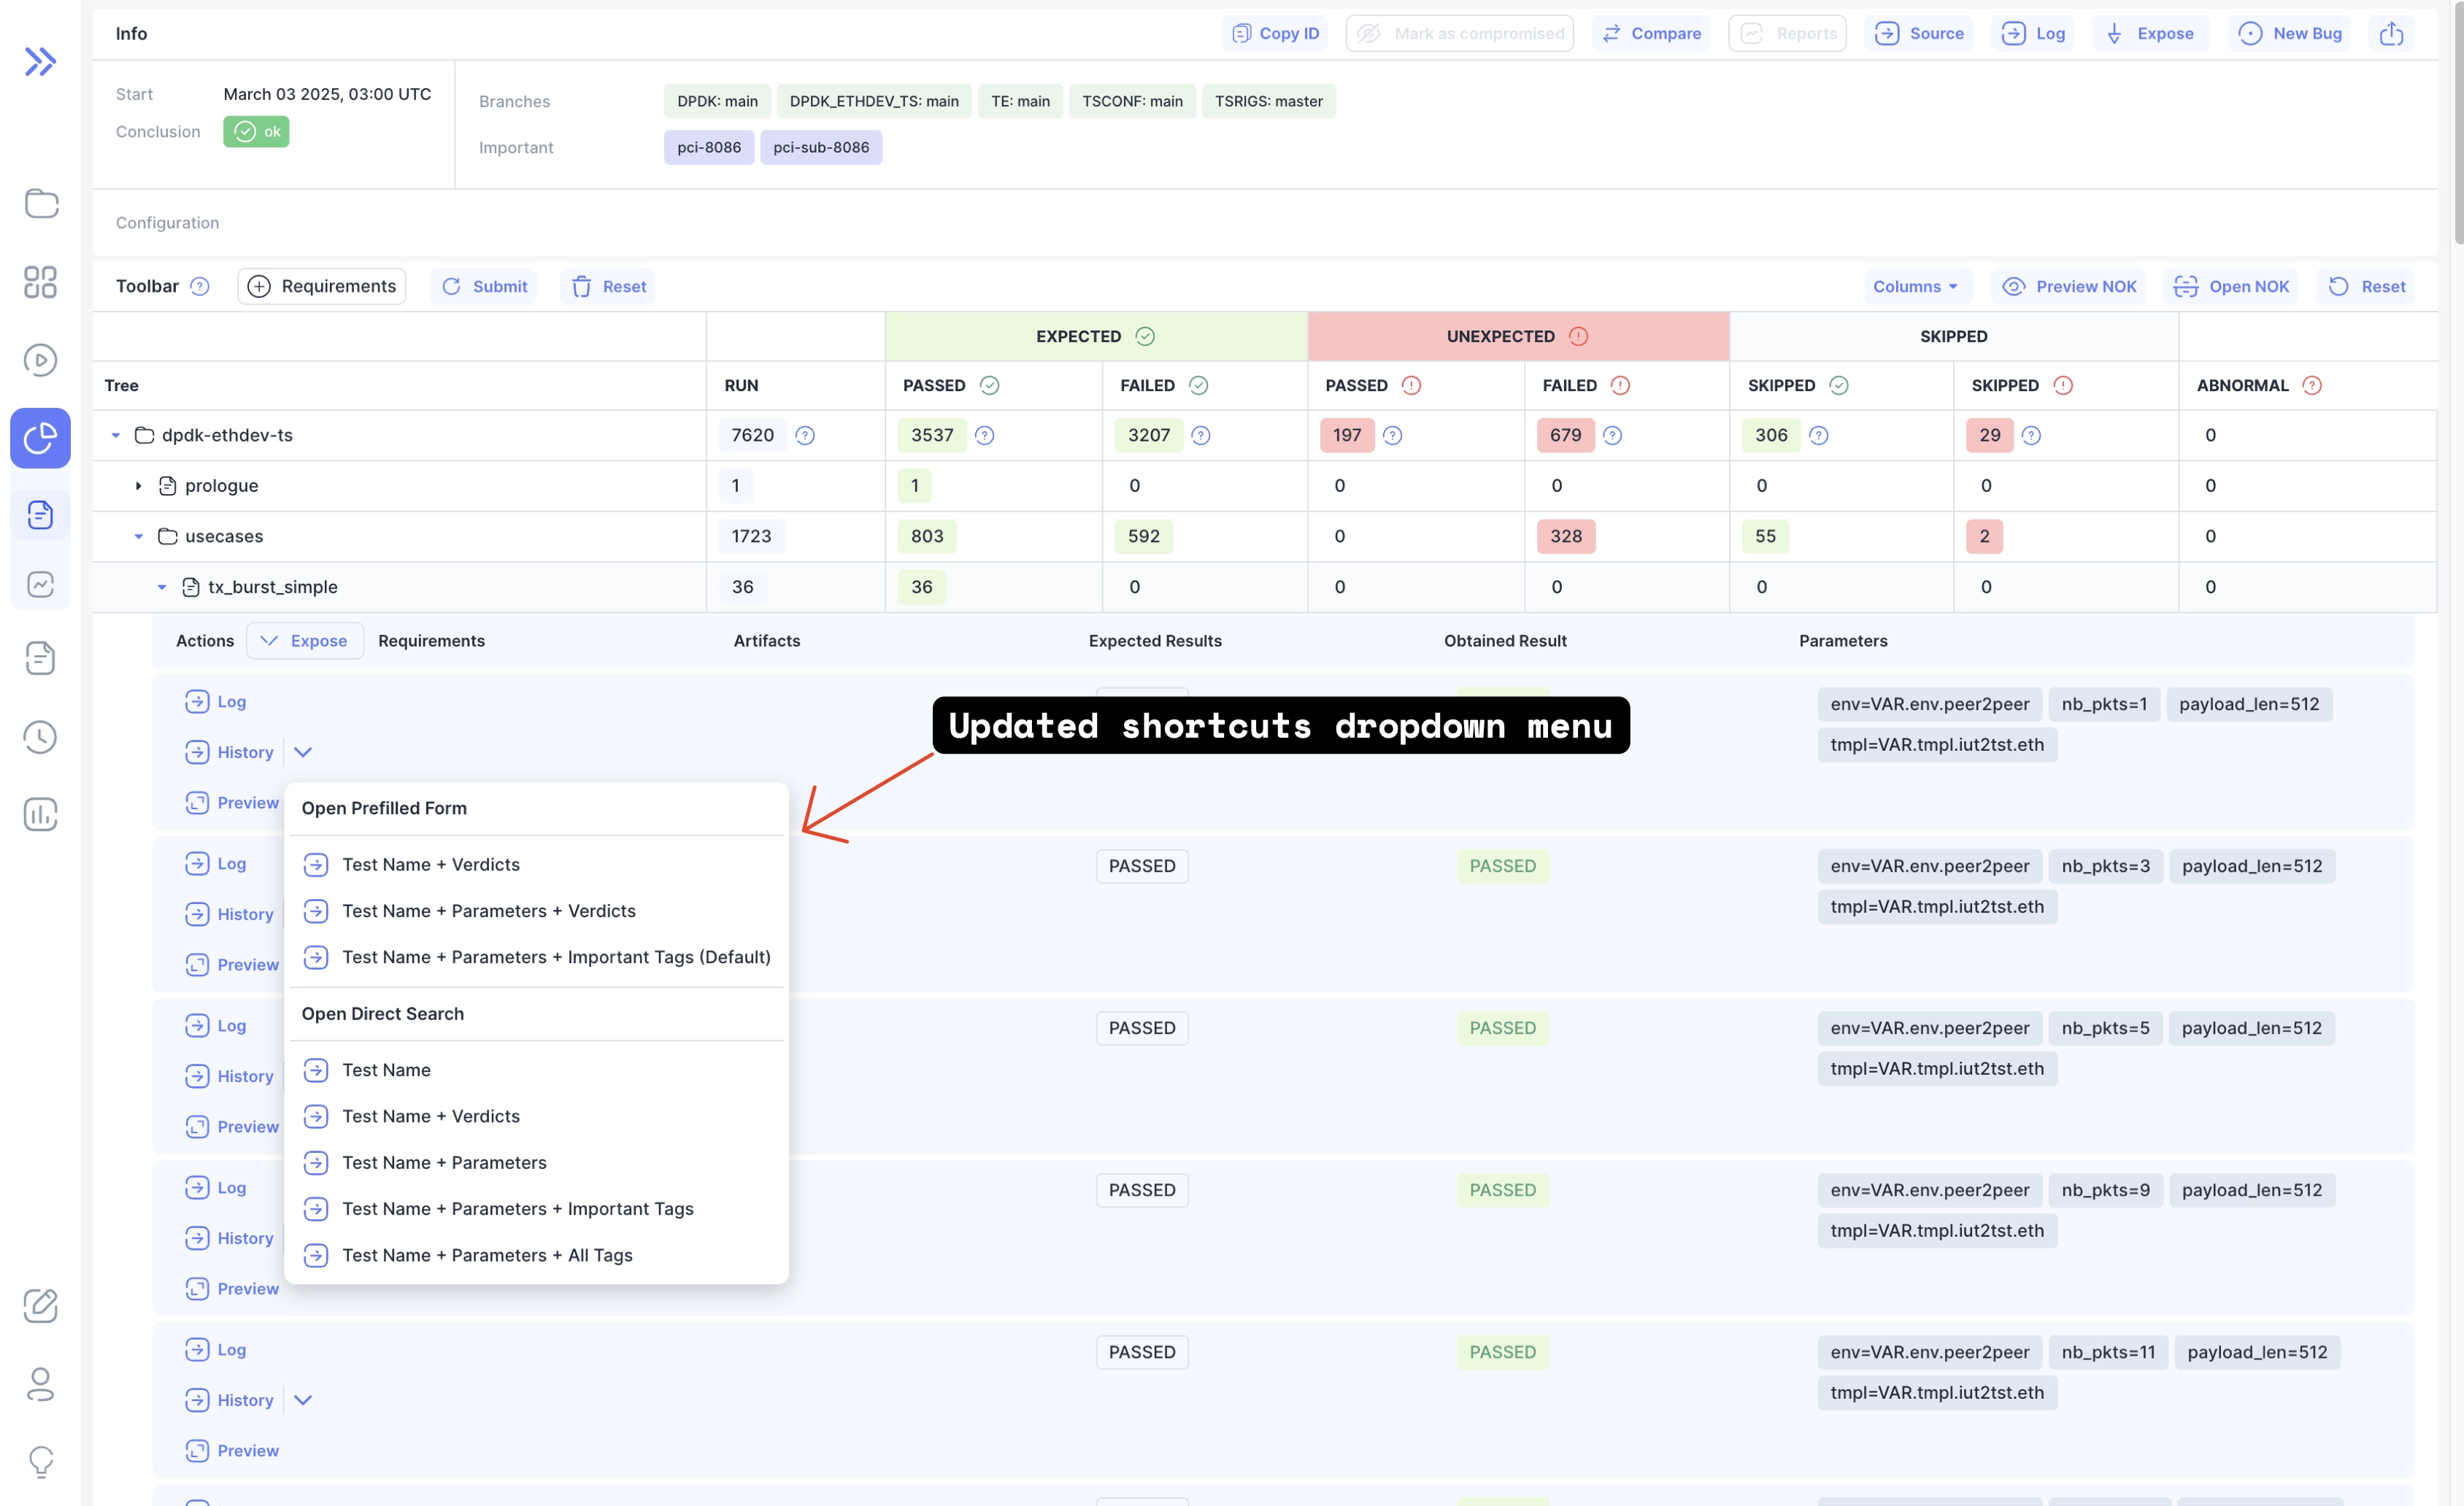 Info Copy ID Mark as compromised Compare Reports Source Log Expose New Bug
Start March 03 2025, 03:00 UTC
Conclusion ok
Branches DPDK: main DPDK_ETHDEV_TS: main TE: main TSCONF: main TSRIGS: master
Important pci-8086 pci-sub-8086
Configuration
Toolbar Requirements Submit Reset Columns Preview NOK Open NOK Reset
EXPECTED UNEXPECTED SKIPPED
Tree RUN PASSED FAILED PASSED FAILED SKIPPED SKIPPED ABNORMAL
dpdk-ethdev-ts 7620 3537 3207 197 679 306 29 0
prologue 1 1 0 0 0 0 0 0
usecases 1723 803 592 0 328 55 2 0
tx_burst_simple 36 36 0 0 0 0 0 0
Actions Expose Requirements Artifacts Expected Results Obtained Result Parameters
Log env=VAR.env.peer2peer nb_pkts=1 payload_len=512
Updated shortcuts dropdown menu
History tmpl=VAR.tmpl.iut2tst.eth
Preview
Open Prefilled Form
Test Name + Verdicts
Test Name + Parameters + Verdicts
Test Name + Parameters + Important Tags (Default)
Open Direct Search
Test Name
Test Name + Verdicts
Test Name + Parameters
Test Name + Parameters + Important Tags
Test Name + Parameters + All Tags
Log PASSED PASSED env=VAR.env.peer2peer nb_pkts=3 payload_len=512
History tmpl=VAR.tmpl.iut2tst.eth
Preview
Log PASSED PASSED env=VAR.env.peer2peer nb_pkts=5 payload_len=512
History tmpl=VAR.tmpl.iut2tst.eth
Preview
Log PASSED PASSED env=VAR.env.peer2peer nb_pkts=9 payload_len=512
History tmpl=VAR.tmpl.iut2tst.eth
Preview
Log PASSED PASSED env=VAR.env.peer2peer nb_pkts=11 payload_len=512
History tmpl=VAR.tmpl.iut2tst.eth
Preview